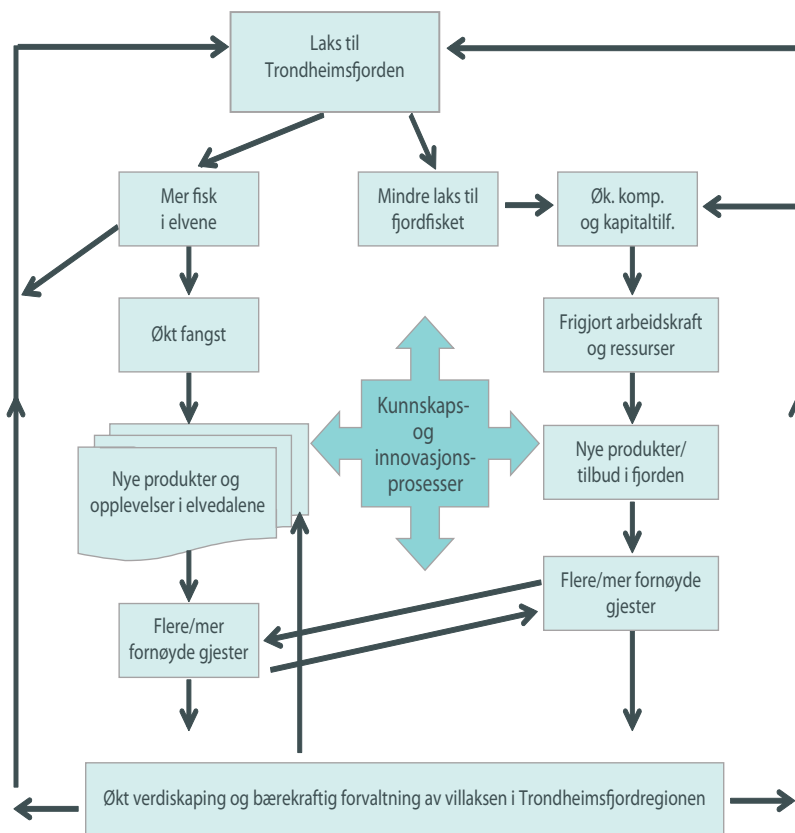 Laks til
Trondheimsfjorden
Mer fisk
i elvene
Mindre laks til
fjordfisket
Øk. komp.
og kapitaltilf.
Økt fangst
Frigjort arbeidskraft
og ressurser
Kunnskaps-
og
innovasjons-
prosesser
Nye produkter og
opplevelser i elvedalene
Nye produkter/
tilbud i fjorden
Flere/mer
fornøyde gjester
Flere/mer fornøyde
gjester
Økt verdiskaping og bærekraftig forvaltning av villaksen i Trondheimsfjordregionen